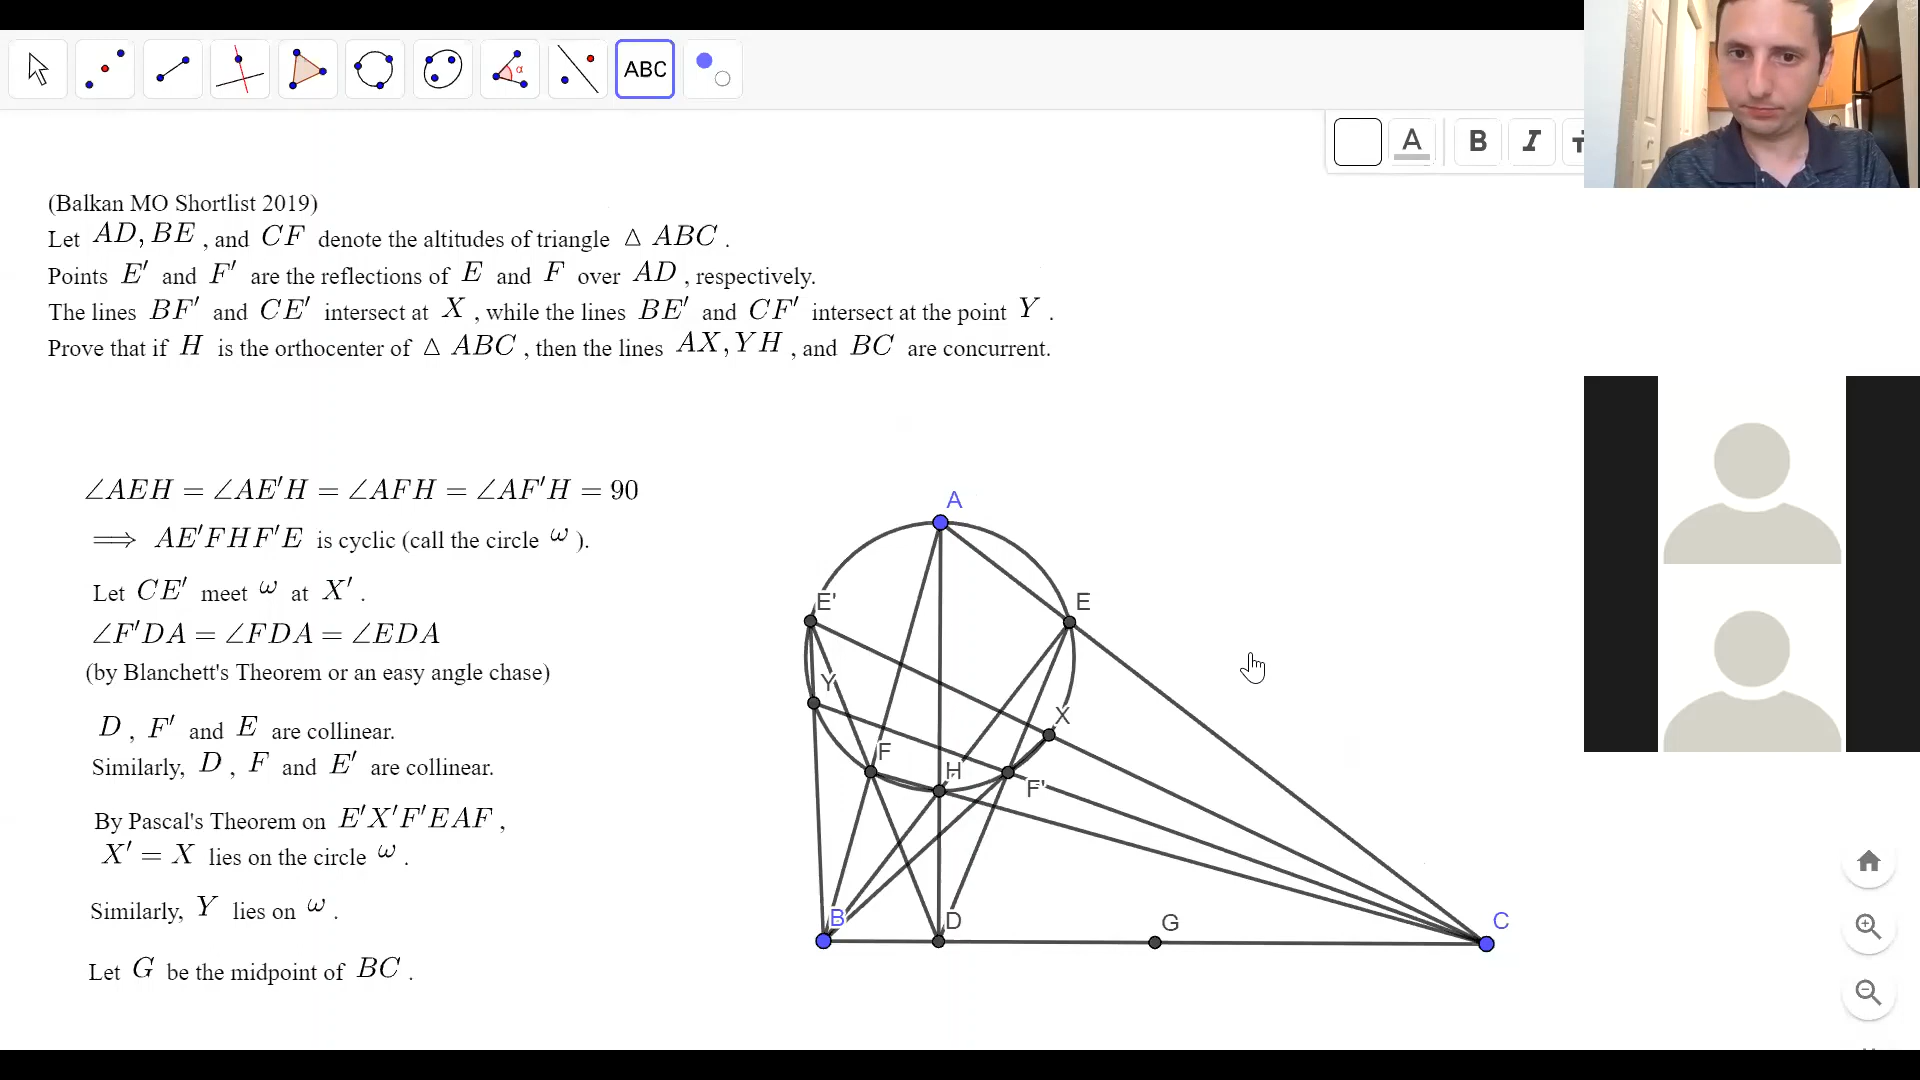 ABC
A B I
(Balkan MO Shortlist 2019)
Let AD, BE , and CF denote the altitudes of triangle △ ABC .
Points E′ and F′ are the reflections of E and F over AD , respectively.
The lines BF′ and CE′ intersect at X , while the lines BE′ and CF′ intersect at the point Y .
Prove that if H is the orthocenter of △ ABC , then the lines AX, YH , and BC are concurrent.
∠AEH = ∠AE′H = ∠AFH = ∠AF′H = 90
⟹ AE′FHF′E is cyclic (call the circle ω ).
Let CE′ meet ω at X′ .
∠F′DA = ∠FDA = ∠EDA
(by Blanchett's Theorem or an easy angle chase)
D , F′ and E are collinear.
Similarly, D , F and E′ are collinear.
By Pascal's Theorem on E′X′F′EAF ,
X′ = X lies on the circle ω .
Similarly, Y lies on ω .
Let G be the midpoint of BC .
A
E'
E
Y
X
F
H
F'
B
D
G
C